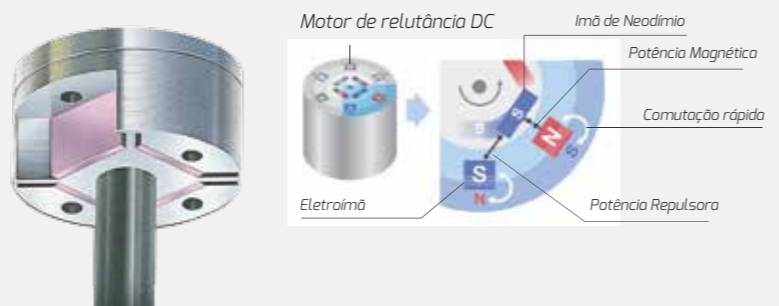 Motor de relutância DC
Imã de Neodímio
Potência Magnética
Comutação rápida
S
N
S
S
N
Eletroímã
Potência Repulsora